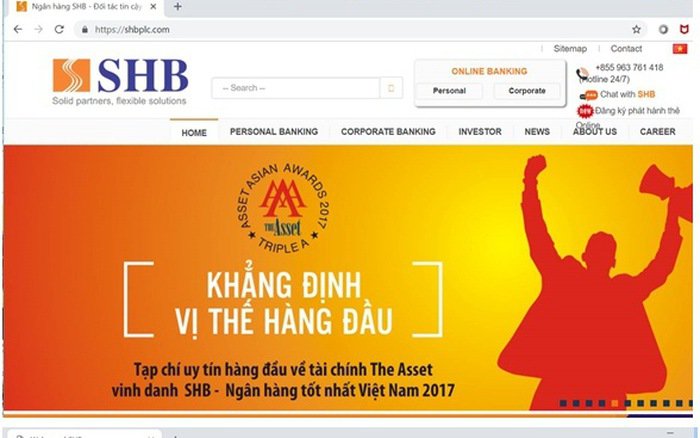 Ngân hàng SHB - Đối tác tin cậy
https://shbplc.com
Sitemap | Contact
SHB
Solid partners, flexible solutions
-- Search --
ONLINE BANKING
Personal
Corporate
+855 963 761 418
(Hotline 24/7)
Chat with SHB
Đăng ký phát hành thẻ
Online
HOME
PERSONAL BANKING
CORPORATE BANKING
INVESTOR
NEWS
ABOUT US
CAREER
ASSET ASIAN AWARDS 2017
AAA
THE Asset
★ TRIPLE A ★
KHẲNG ĐỊNH
VỊ THẾ HÀNG ĐẦU
Tạp chí uy tín hàng đầu về tài chính The Asset
vinh danh SHB - Ngân hàng tốt nhất Việt Nam 2017